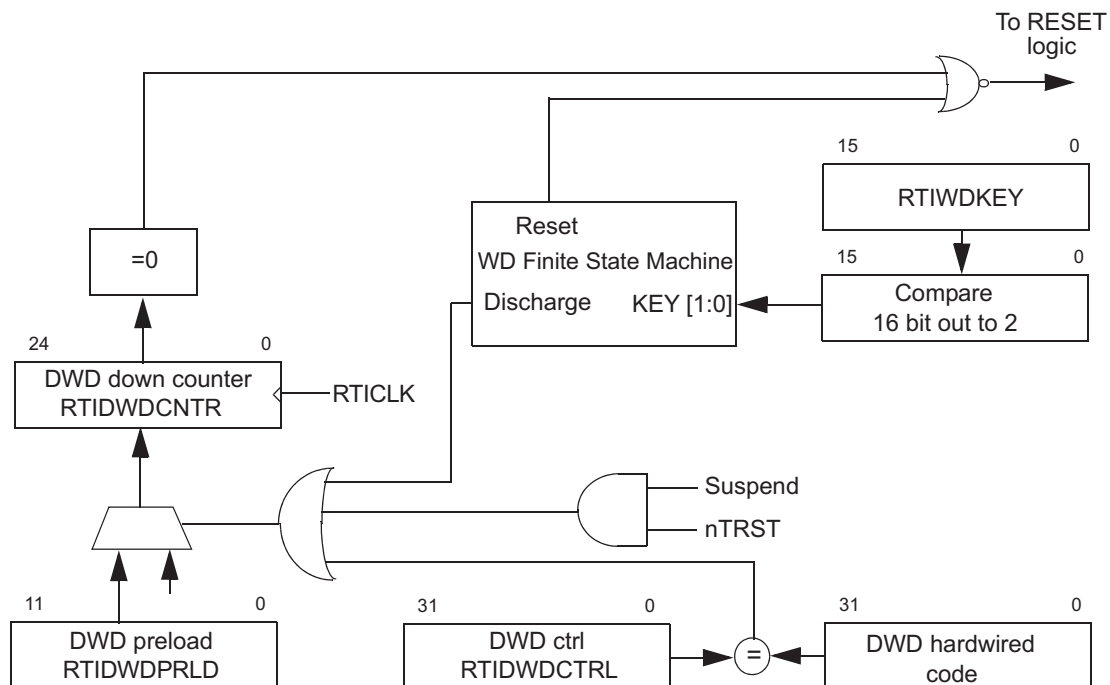 To RESET
logic
15 0
RTIWDKEY
Reset
WD Finite State Machine
Discharge KEY [1:0]
=0
15 0
Compare
16 bit out to 2
24 0
DWD down counter
RTIDWDCNTR
RTICLK
Suspend
nTRST
11 0
DWD preload
RTIDWDPRLD
31 0
DWD ctrl
RTIDWDCTRL
=
31 0
DWD hardwired
code